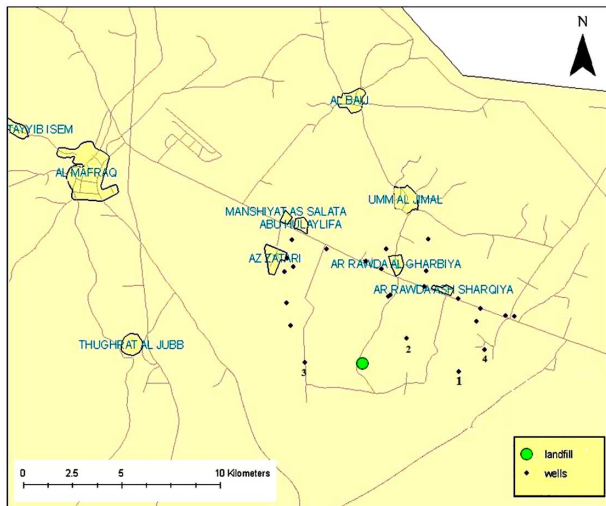 N
AL BAIJ
TAYYIB ISEM
AL MAFRAQ
UMM AL JIMAL
MANSHIYAT AS SALATA
ABU HULAYLIFA
AZ ZATARI
AR RAWDA AL GHARBIYA
AR RAWDA ASH SHARQIYA
THUGHRAT AL JUBB
2
4
3
1
0 2.5 5 10 Kilometers
landfill
wells